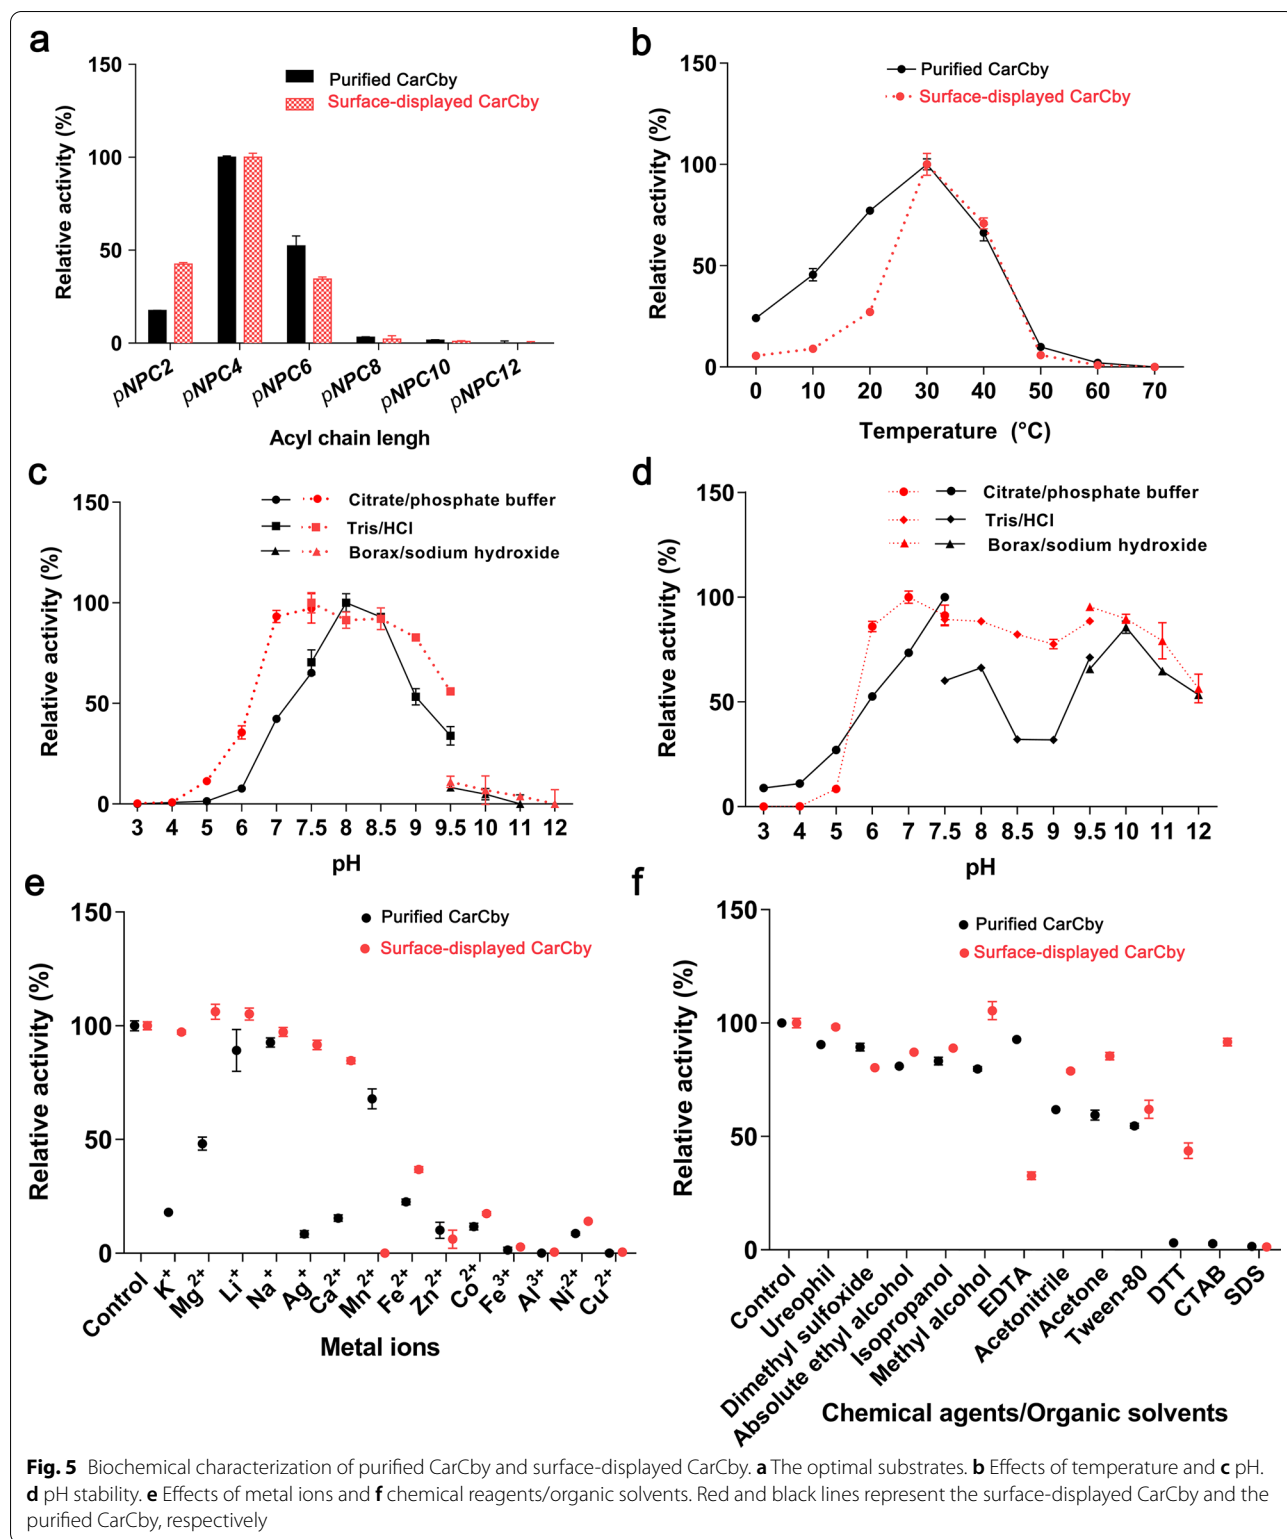 a
150
100
50
0
Relative activity (%)
Purified CarCby
Surface-displayed CarCby
pNPC2 pNPC4 pNPC6 pNPC8 pNPC10 pNPC12
Acyl chain lengh
b
150
100
50
0
Relative activity (%)
Purified CarCby
Surface-displayed CarCby
0 10 20 30 40 50 60 70
Temperature (°C)
c
150
100
50
0
Relative activity (%)
Citrate/phosphate buffer
Tris/HCl
Borax/sodium hydroxide
3 4 5 6 7 7.5 8 8.5 9 9.5 10 11 12
pH
d
150
100
50
0
Relative activity (%)
Citrate/phosphate buffer
Tris/HCl
Borax/sodium hydroxide
3 4 5 6 7 7.5 8 8.5 9 9.5 10 11 12
pH
e
150
100
50
0
Relative activity (%)
Purified CarCby
Surface-displayed CarCby
Control K⁺ Mg²⁺ Li⁺ Na⁺ Ag⁺ Ca²⁺ Mn²⁺ Fe²⁺ Zn²⁺ Co²⁺ Fe³⁺ Al³⁺ Ni²⁺ Cu²⁺
Metal ions
f
150
100
50
0
Relative activity (%)
Purified CarCby
Surface-displayed CarCby
Control Ureophil Dimethyl sulfoxide Absolute ethyl alcohol Isopropanol Methyl alcohol EDTA Acetonitrile Acetone Tween-80 DTT CTAB SDS
Chemical agents/Organic solvents
Fig. 5 Biochemical characterization of purified CarCby and surface-displayed CarCby. a The optimal substrates. b Effects of temperature and c pH.
d pH stability. e Effects of metal ions and f chemical reagents/organic solvents. Red and black lines represent the surface-displayed CarCby and the
purified CarCby, respectively